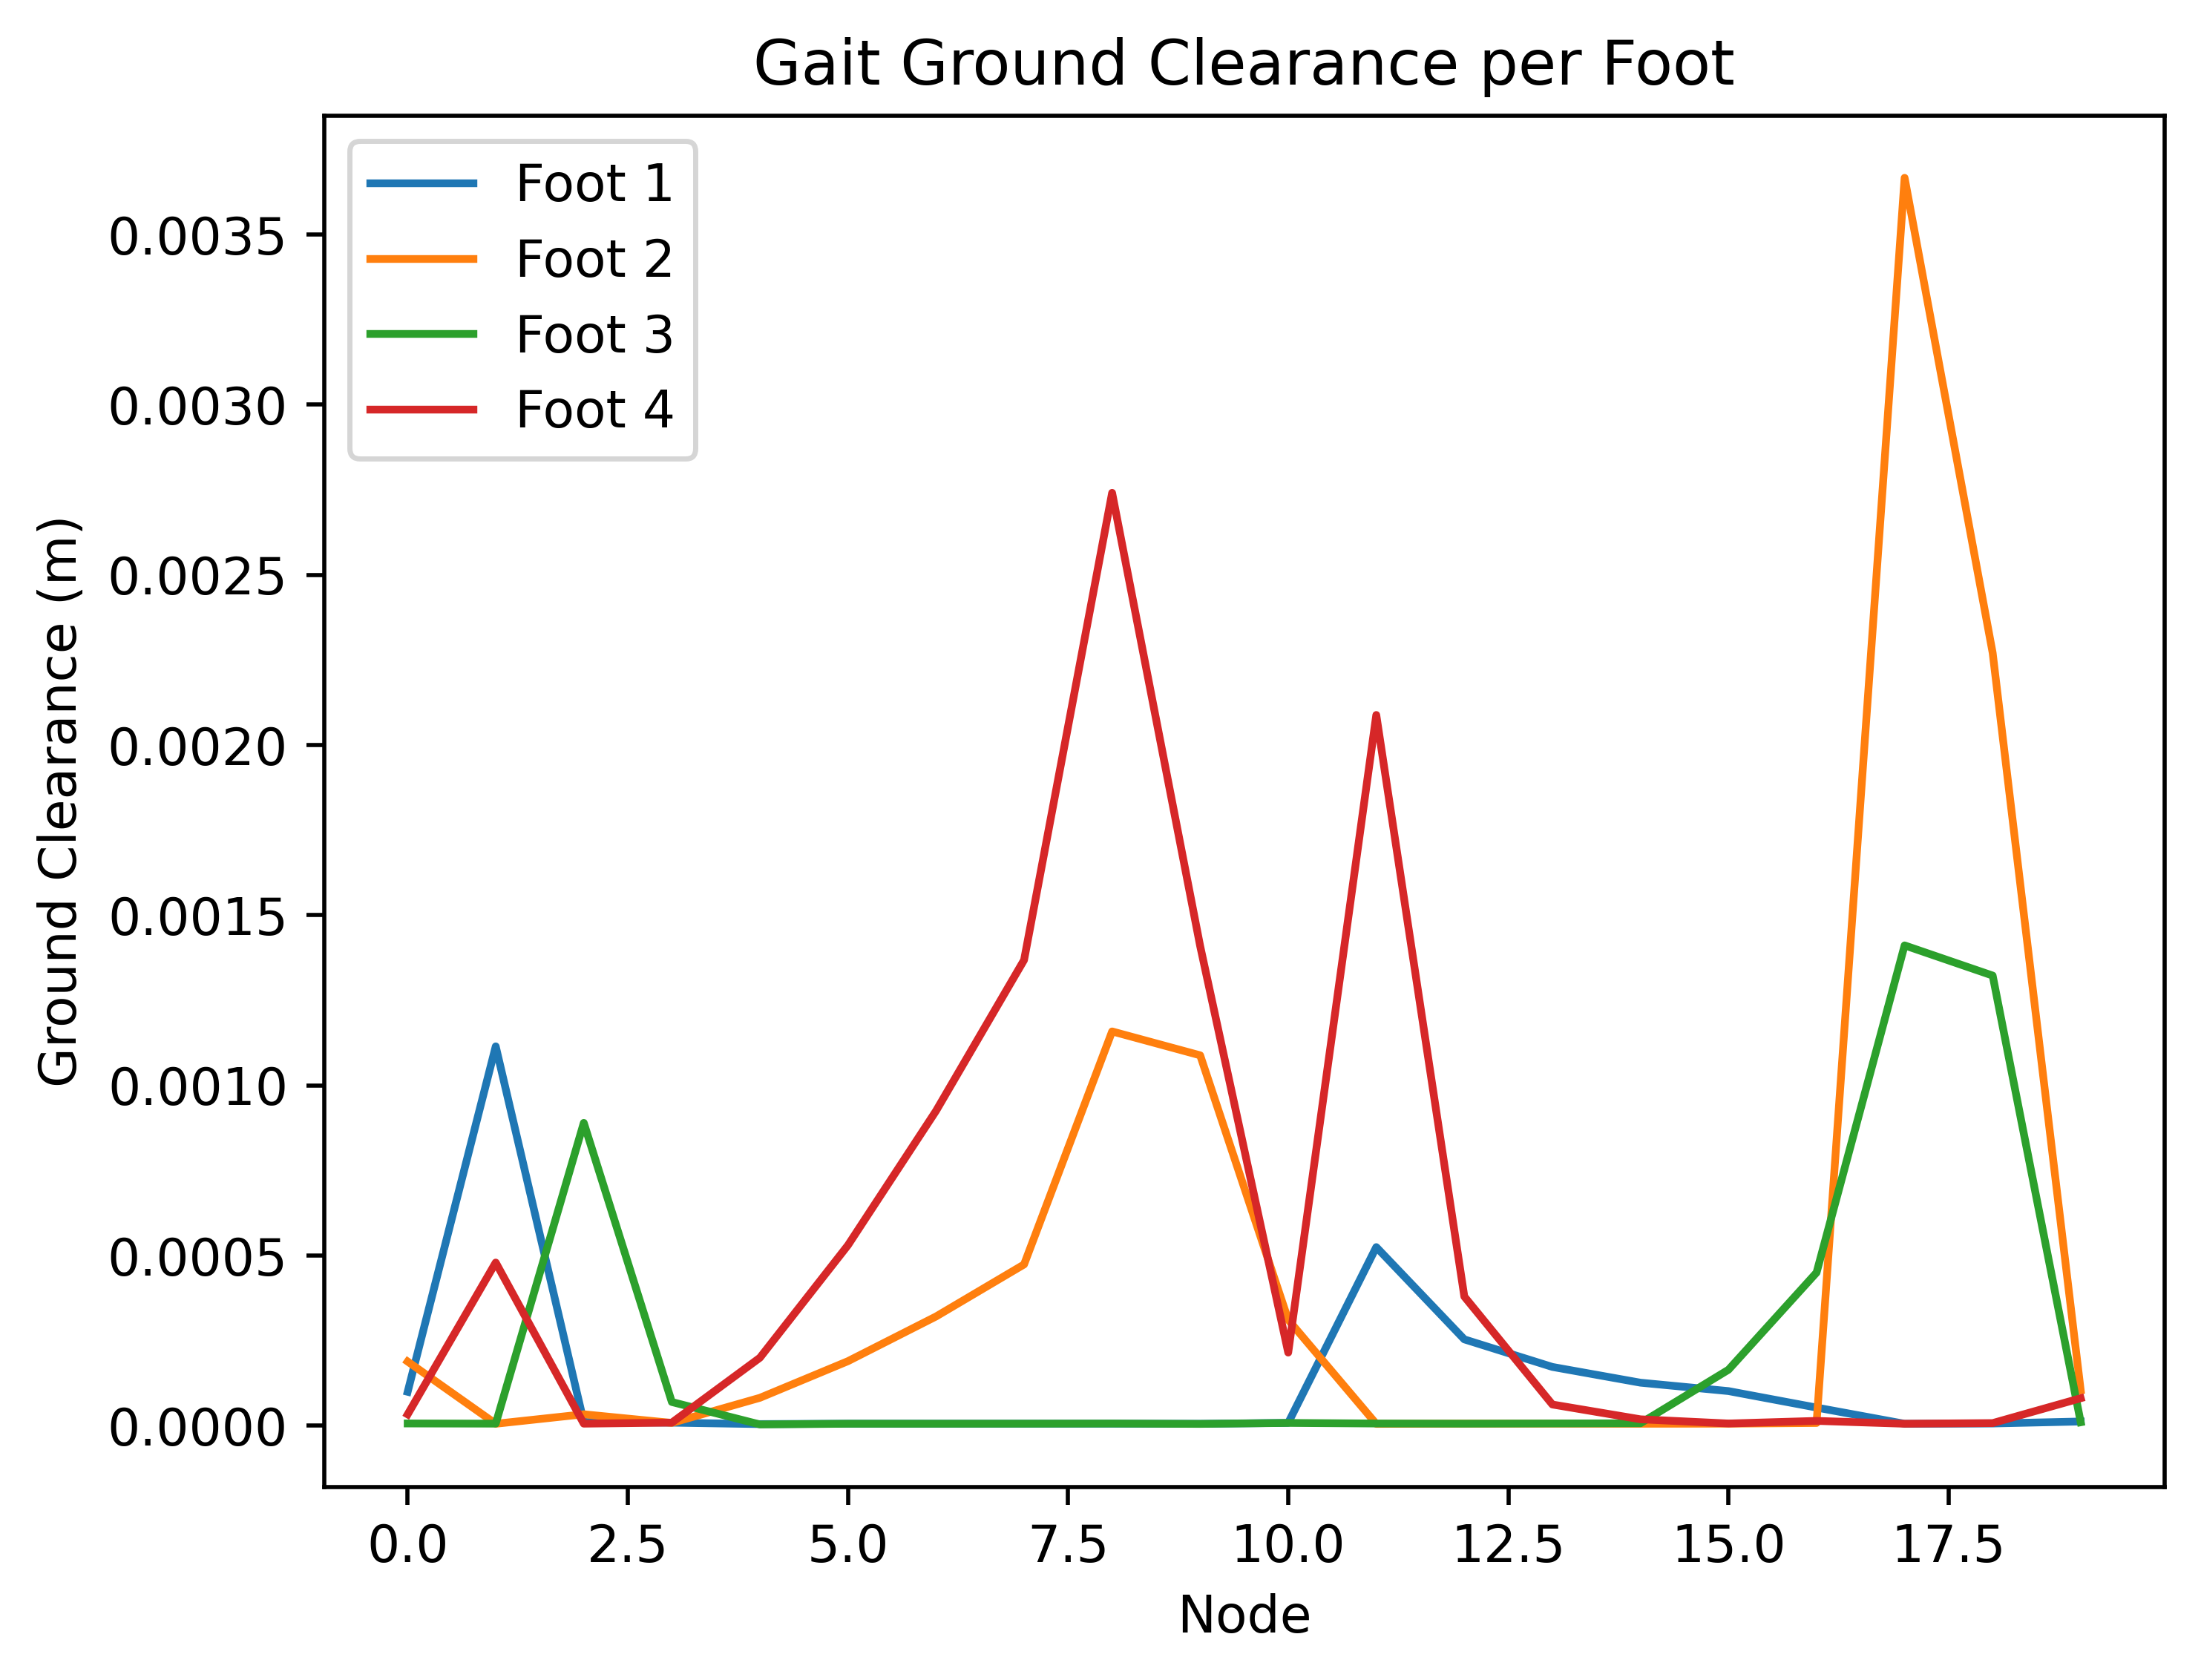 Gait Ground Clearance per Foot
Foot 1
Foot 2
Foot 3
Foot 4
Ground Clearance (m)
0.0035
0.0030
0.0025
0.0020
0.0015
0.0010
0.0005
0.0000
0.0 2.5 5.0 7.5 10.0 12.5 15.0 17.5
Node